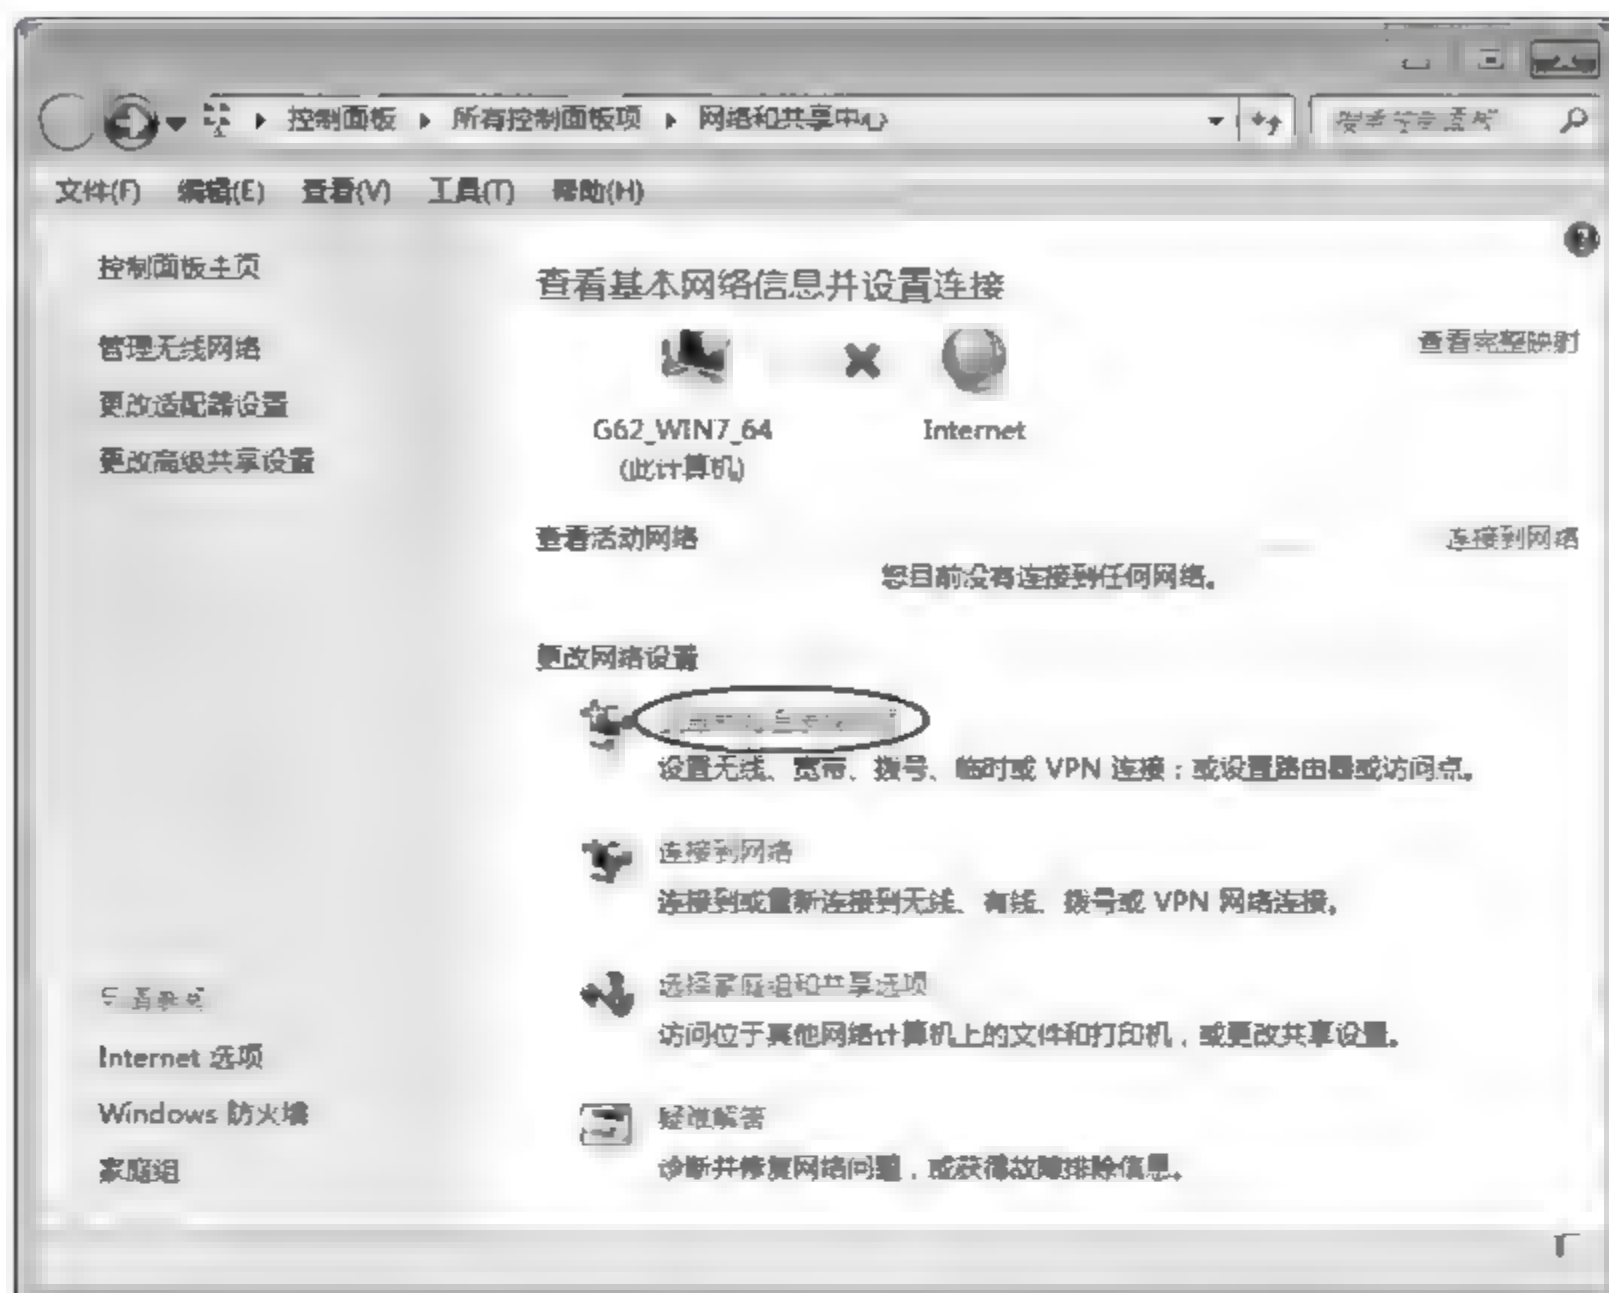 控制面板 所有控制面板项 网络和共享中心
文件(F) 编辑(E) 查看(V) 工具(T) 帮助(H)
控制面板主页
管理无线网络
更改适配器设置
更改高级共享设置
Internet 选项
Windows 防火墙
家庭组
查看基本网络信息并设置连接
查看完整映射
G62_WIN7_64
(此计算机)
Internet
查看活动网络
连接到网络
您目前没有连接到任何网络。
更改网络设置
设置无线、宽带、拨号、临时或 VPN 连接；或设置路由器或访问点。
连接到网络
连接到或重新连接到无线、有线、拨号或 VPN 网络连接。
选择家庭组和共享选项
访问位于其他网络计算机上的文件和打印机，或更改共享设置。
疑难解答
诊断并修复网络问题，或获得故障排除信息。